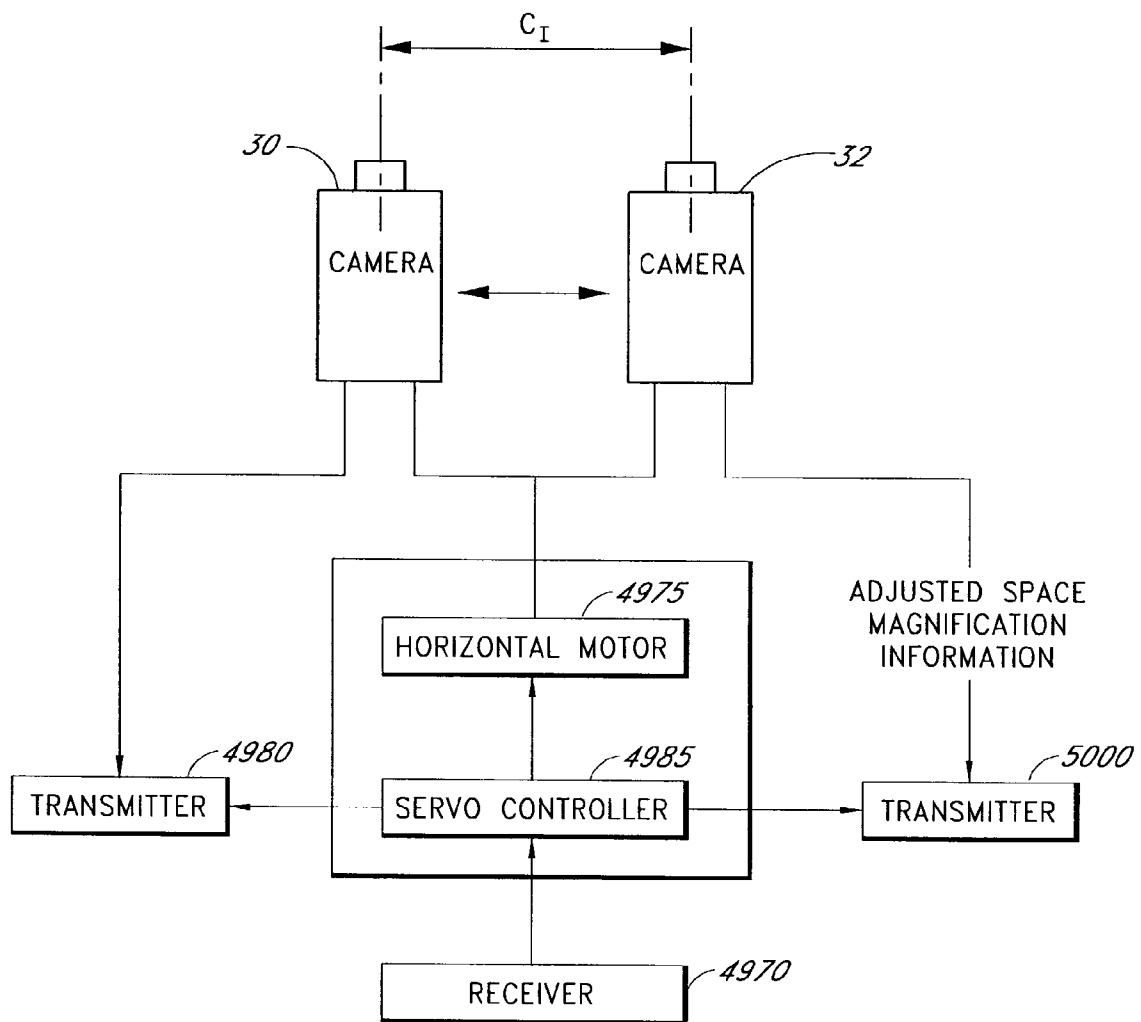 C_I
30
32
CAMERA
CAMERA
4975
HORIZONTAL MOTOR
ADJUSTED SPACE
MAGNIFICATION
INFORMATION
4980
TRANSMITTER
4985
SERVO CONTROLLER
5000
TRANSMITTER
4970
RECEIVER